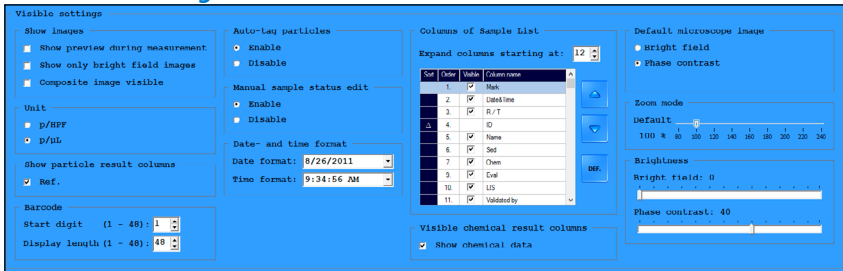 Visible settings
Show images
Show preview during measurement
Show only bright field images
Composite image visible
Unit
p/HPF
p/µL
Show particle result columns
Ref.
Barcode
Start digit (1 - 48): 1
Display length (1 - 48): 48
Auto-tag particles
Enable
Disable
Manual sample status edit
Enable
Disable
Date- and time format
Date format: 8/26/2011
Time format: 9:34:56 AM
Columns of Sample List
Expand columns starting at: 12
Sort Order Visible Column name
1. Mark
2. Date&Time
3. R / T
4. ID
5. Name
6. Sed
7. Chem
8. Eval
10. LIS
11. Validated by
DEF.
Visible chemical result columns
Show chemical data
Default microscope image
Bright field
Phase contrast
Zoom mode
Default
100 % 80 100 120 140 160 180 200 220 240
Brightness
Bright field: 0
Phase contrast: 40